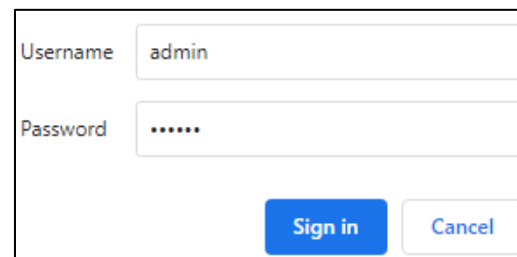 Username admin
Password ••••••
Sign in Cancel